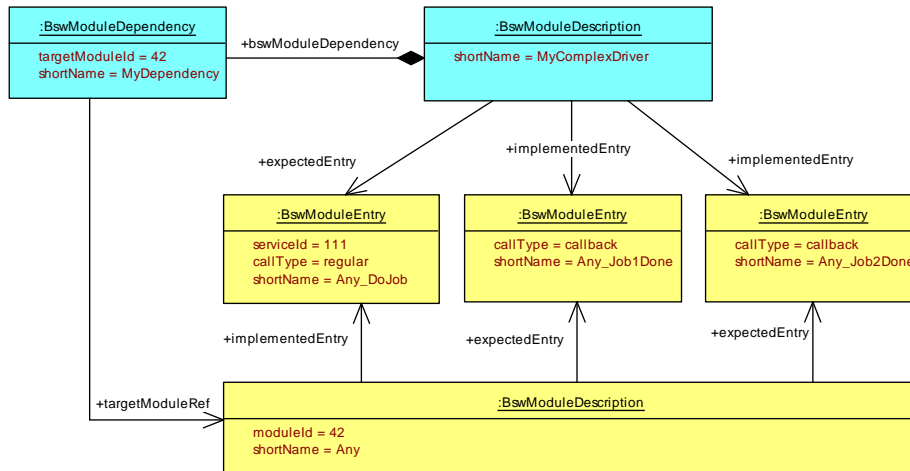 :BswModuleDependency
targetModuleId = 42
shortName = MyDependency
+bswModuleDependency
:BswModuleDescription
shortName = MyComplexDriver
+expectedEntry
+implementedEntry
+implementedEntry
:BswModuleEntry
serviceId = 111
callType = regular
shortName = Any_DoJob
:BswModuleEntry
callType = callback
shortName = Any_Job1Done
:BswModuleEntry
callType = callback
shortName = Any_Job2Done
+implementedEntry
+expectedEntry
+expectedEntry
+targetModuleRef
:BswModuleDescription
moduleId = 42
shortName = Any